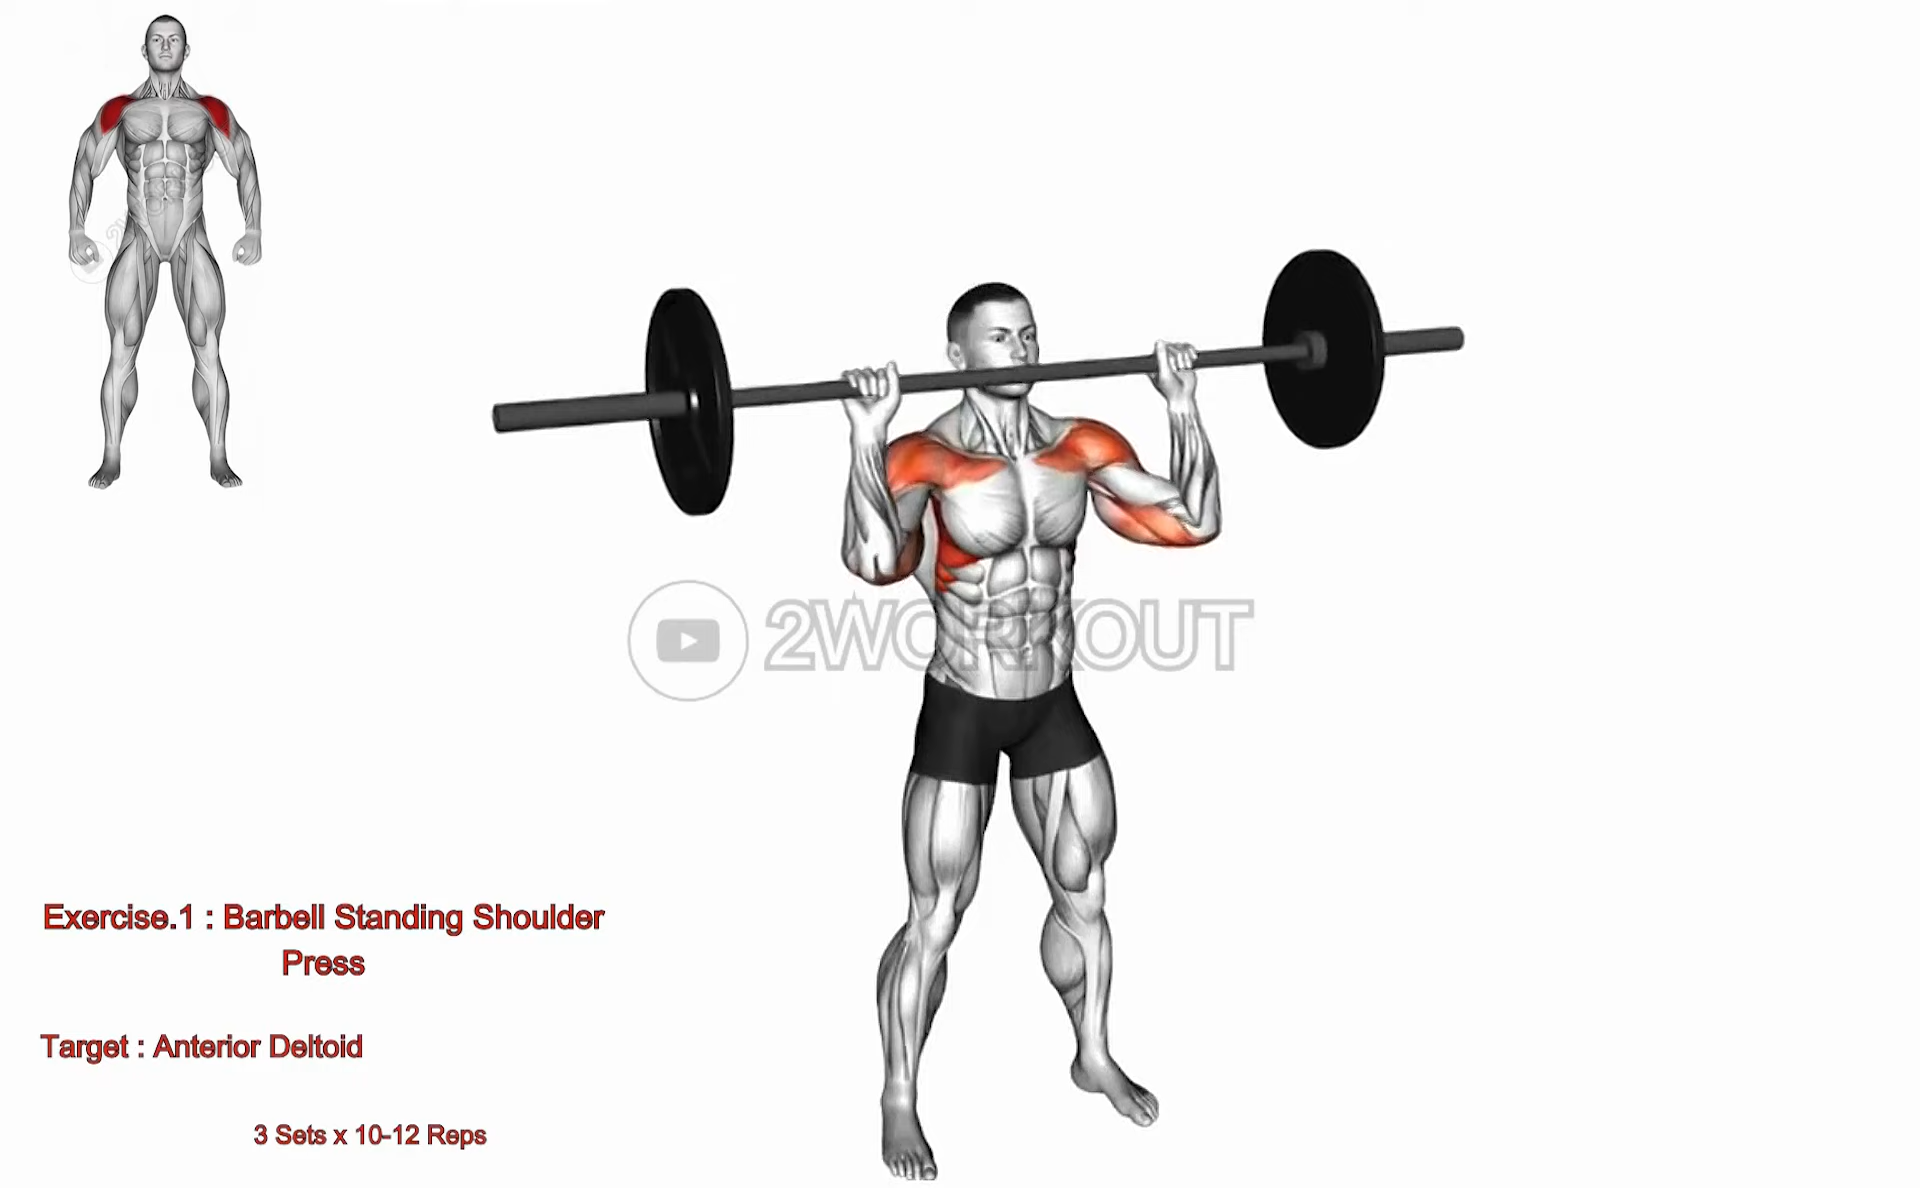 2WORKOUT
Exercise.1 : Barbell Standing Shoulder
Press
Target : Anterior Deltoid
3 Sets x 10-12 Reps